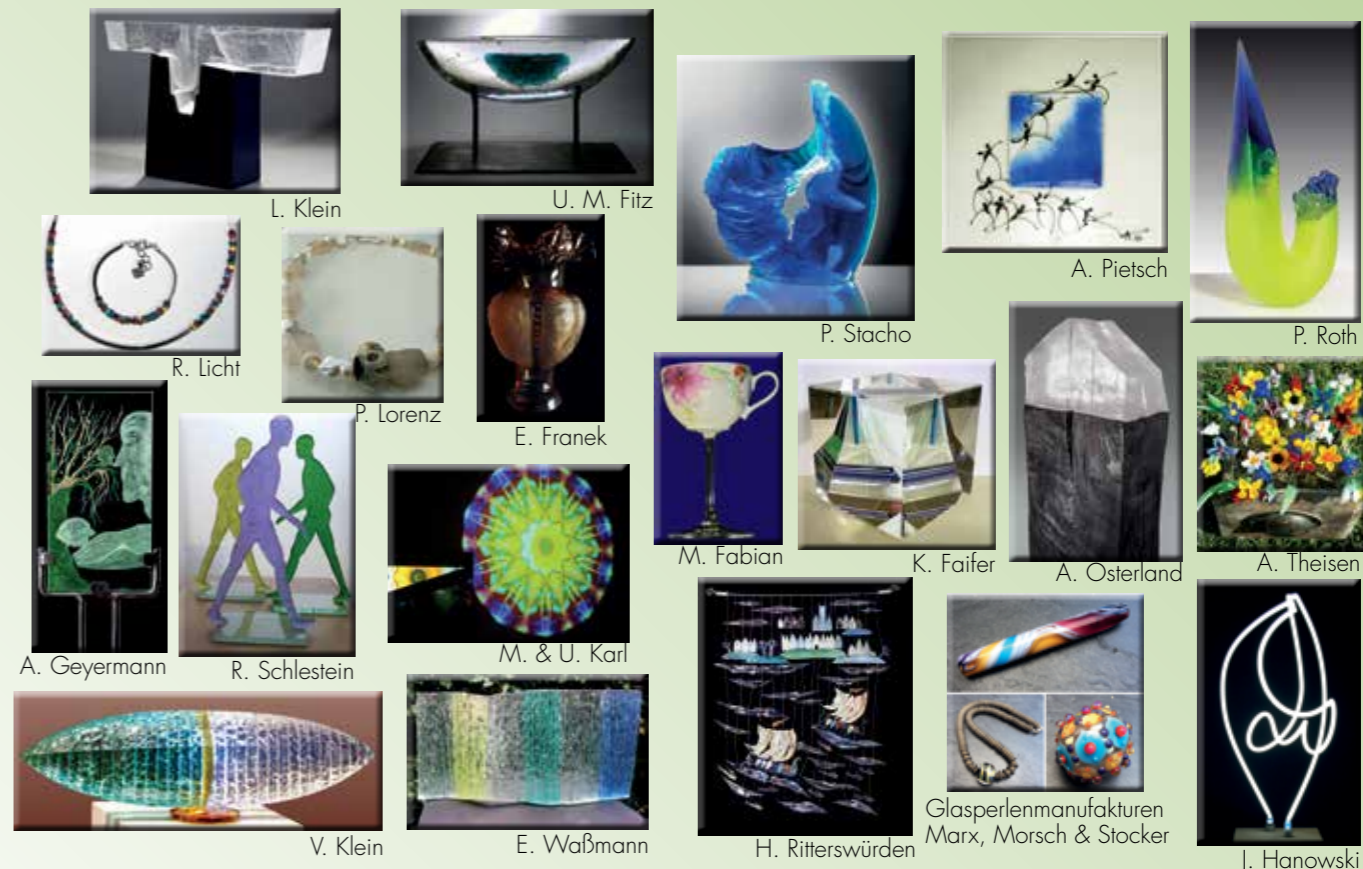 L. Klein
U. M. Fitz
P. Stacho
A. Pietsch
P. Roth
R. Licht
P. Lorenz
E. Franek
M. Fabian
K. Faifer
A. Osterland
A. Theisen
A. Geyermann
R. Schlestein
M. & U. Karl
V. Klein
E. Waßmann
H. Ritterswürden
Glasperlenmanufakturen
Marx, Morsch & Stocker
J. Hanowski